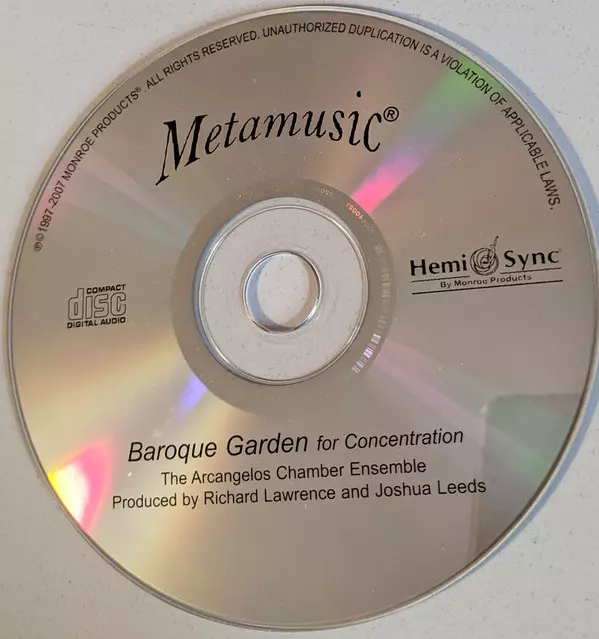 ℗© 1997-2007 MONROE PRODUCTS®. ALL RIGHTS RESERVED. UNAUTHORIZED DUPLICATION IS A VIOLATION OF APPLICABLE LAWS.
Metamusic®
Hemi Sync®
By Monroe Products
COMPACT
disc
DIGITAL AUDIO
Baroque Garden for Concentration
The Arcangelos Chamber Ensemble
Produced by Richard Lawrence and Joshua Leeds